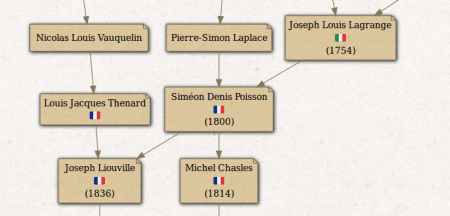 Nicolas Louis Vauquelin
Pierre-Simon Laplace
Joseph Louis Lagrange
(1754)
Louis Jacques Thenard
Siméon Denis Poisson
(1800)
Joseph Liouville
(1836)
Michel Chasles
(1814)